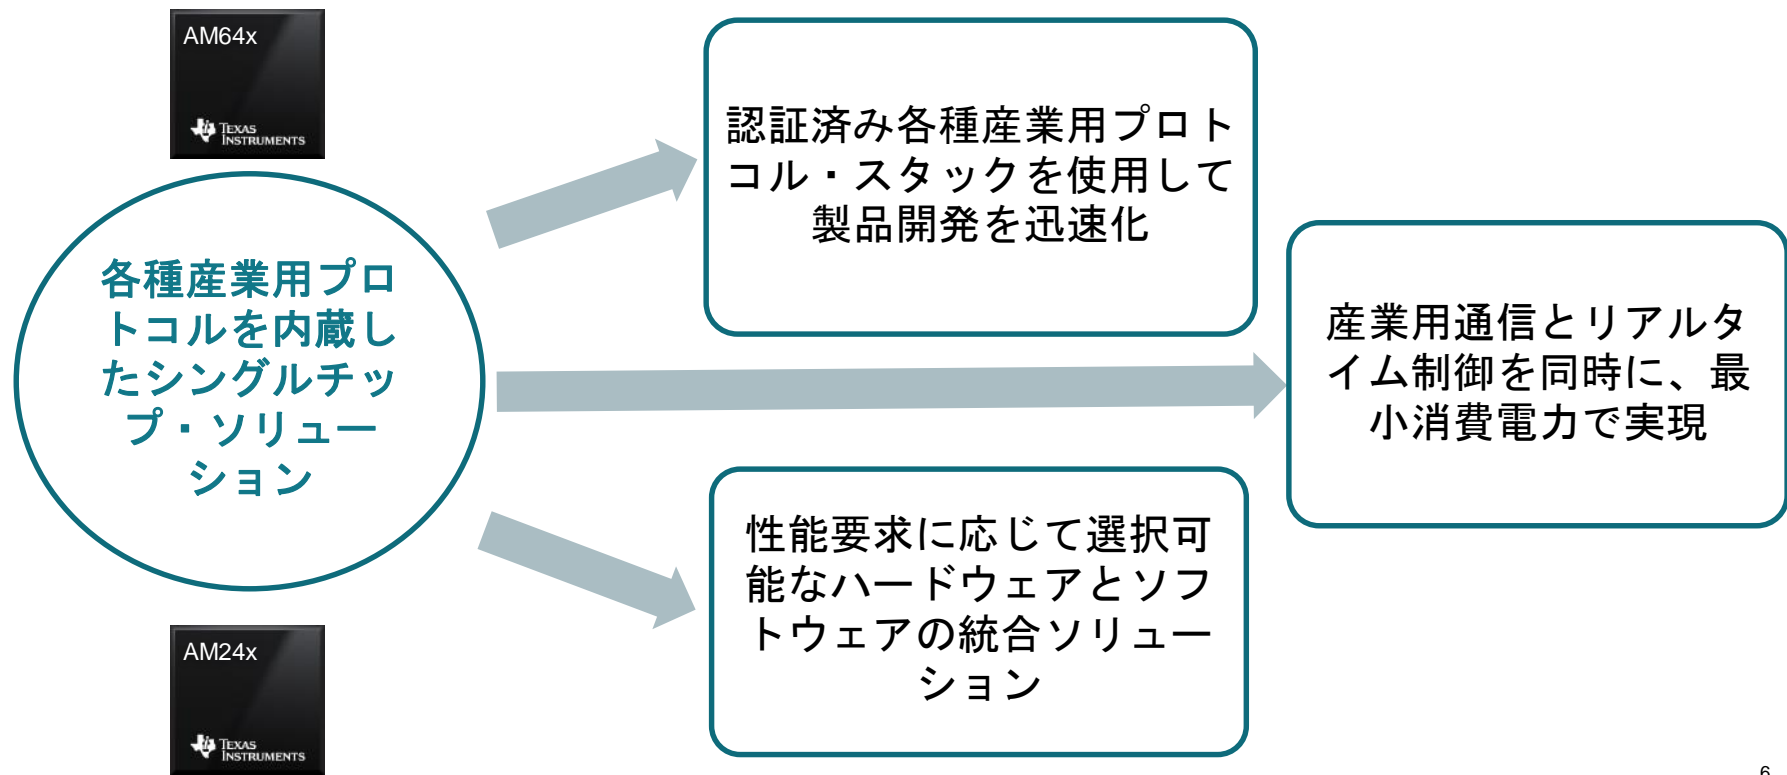 AM64x
TEXAS
INSTRUMENTS
各種産業用プロ
トコルを内蔵し
たシングルチッ
プ・ソリュー
ション
AM24x
TEXAS
INSTRUMENTS
認証済み各種産業用プロト
コル・スタックを使用して
製品開発を迅速化
性能要求に応じて選択可
能なハードウェアとソフ
トウェアの統合ソリュー
ション
産業用通信とリアルタ
イム制御を同時に、最
小消費電力で実現
6